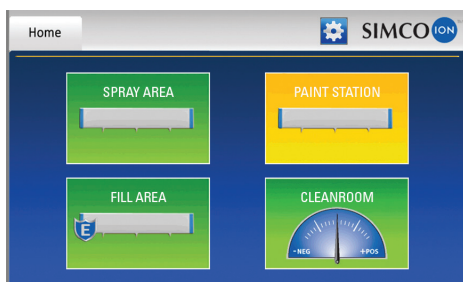 Home
SIMCO ION
SPRAY AREA
PAINT STATION
FILL AREA
E
CLEANROOM
-NEG
+POS